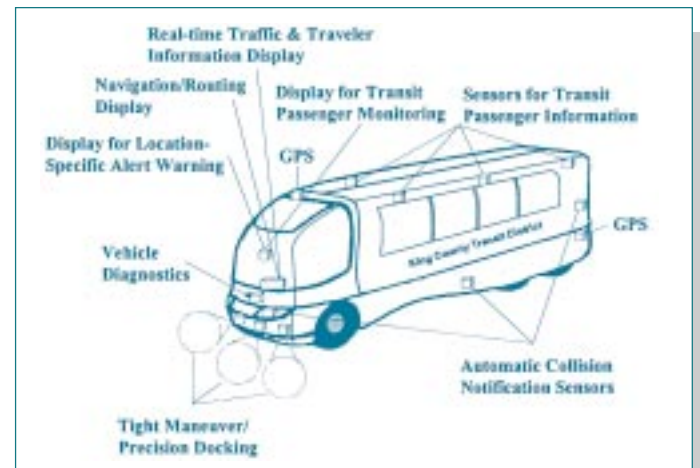 Real-time Traffic & Traveler
Information Display
Navigation/Routing
Display
Display for Transit
Passenger Monitoring
Sensors for Transit
Passenger Information
Display for Location-
Specific Alert Warning
GPS
GPS
King County Transit District
Vehicle
Diagnostics
Automatic Collision
Notification Sensors
Tight Maneaver/
Precision Docking